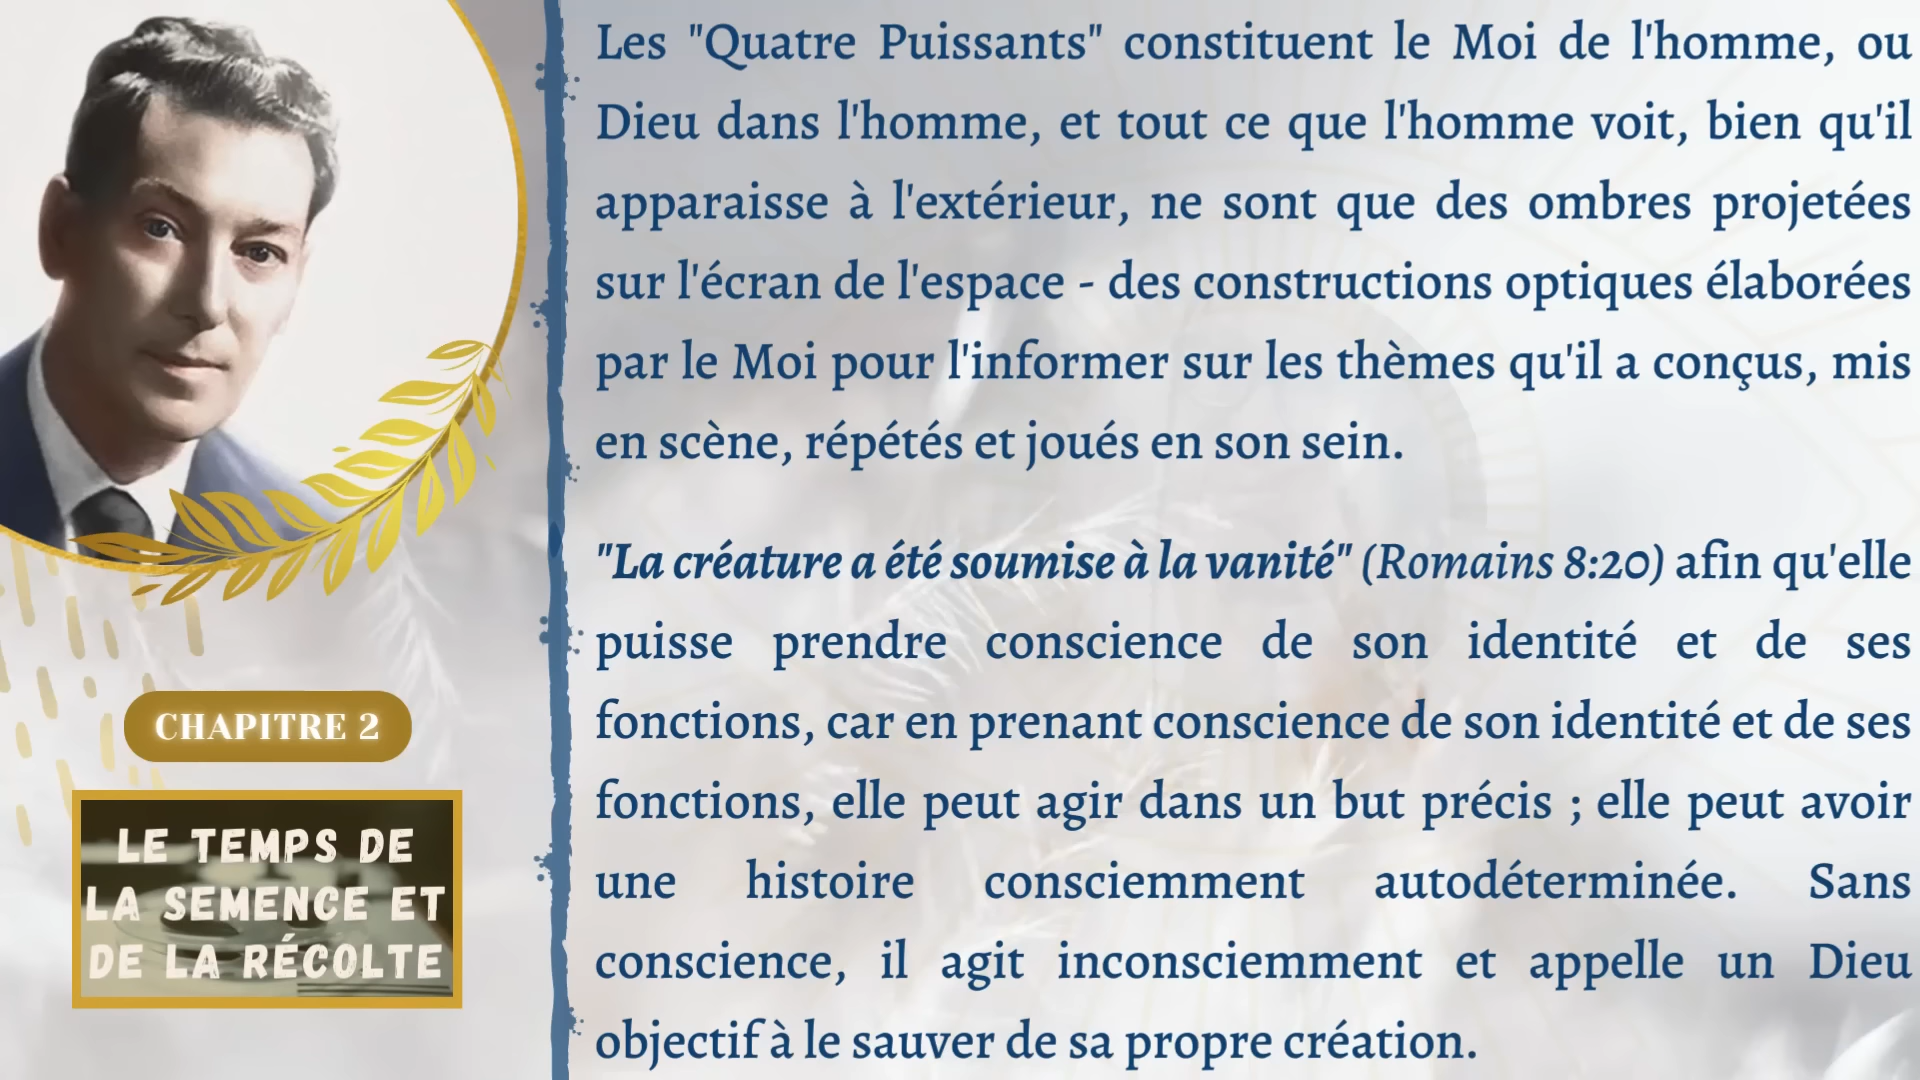 CHAPITRE 2
LE TEMPS DE
LA SEMENCE ET
DE LA RÉCOLTE
Les "Quatre Puissants" constituent le Moi de l'homme, ou
Dieu dans l'homme, et tout ce que l'homme voit, bien qu'il
apparaisse à l'extérieur, ne sont que des ombres projetées
sur l'écran de l'espace - des constructions optiques élaborées
par le Moi pour l'informer sur les thèmes qu'il a conçus, mis
en scène, répétés et joués en son sein.
"La créature a été soumise à la vanité" (Romains 8:20) afin qu'elle
puisse prendre conscience de son identité et de ses
fonctions, car en prenant conscience de son identité et de ses
fonctions, elle peut agir dans un but précis ; elle peut avoir
une histoire consciemment autodéterminée. Sans
conscience, il agit inconsciemment et appelle un Dieu
objectif à le sauver de sa propre création.